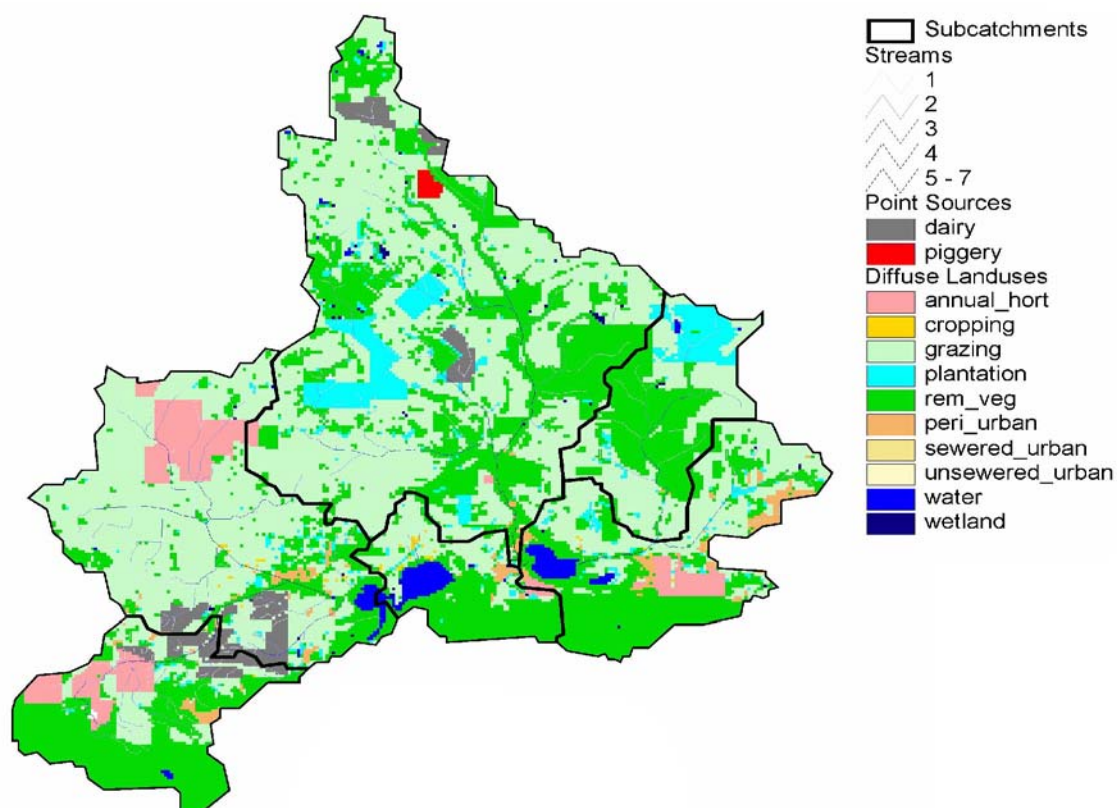 Subcatchments
Streams
1
2
3
4
5 - 7
Point Sources
dairy
piggery
Diffuse Landuses
annual_hort
cropping
grazing
plantation
rem_veg
peri_urban
sewered_urban
unsewered_urban
water
wetland